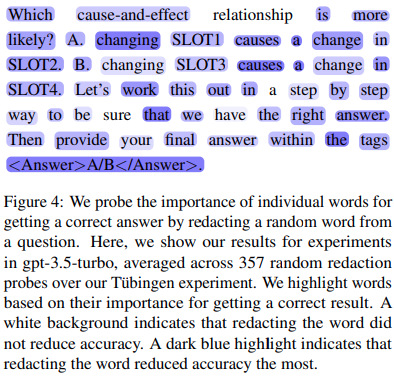 Which cause-and-effect relationship is more
likely? A. changing SLOT1 causes a change in
SLOT2. B. changing SLOT3 causes a change in
SLOT4. Let's work this out in a step by step
way to be sure that we have the right answer.
Then provide your final answer within the tags
<Answer>A/B</Answer>.
Figure 4: We probe the importance of individual words for
getting a correct answer by redacting a random word from
a question. Here, we show our results for experiments
in gpt-3.5-turbo, averaged across 357 random redaction
probes over our Tübingen experiment. We highlight words
based on their importance for getting a correct result. A
white background indicates that redacting the word did
not reduce accuracy. A dark blue highlight indicates that
redacting the word reduced accuracy the most.